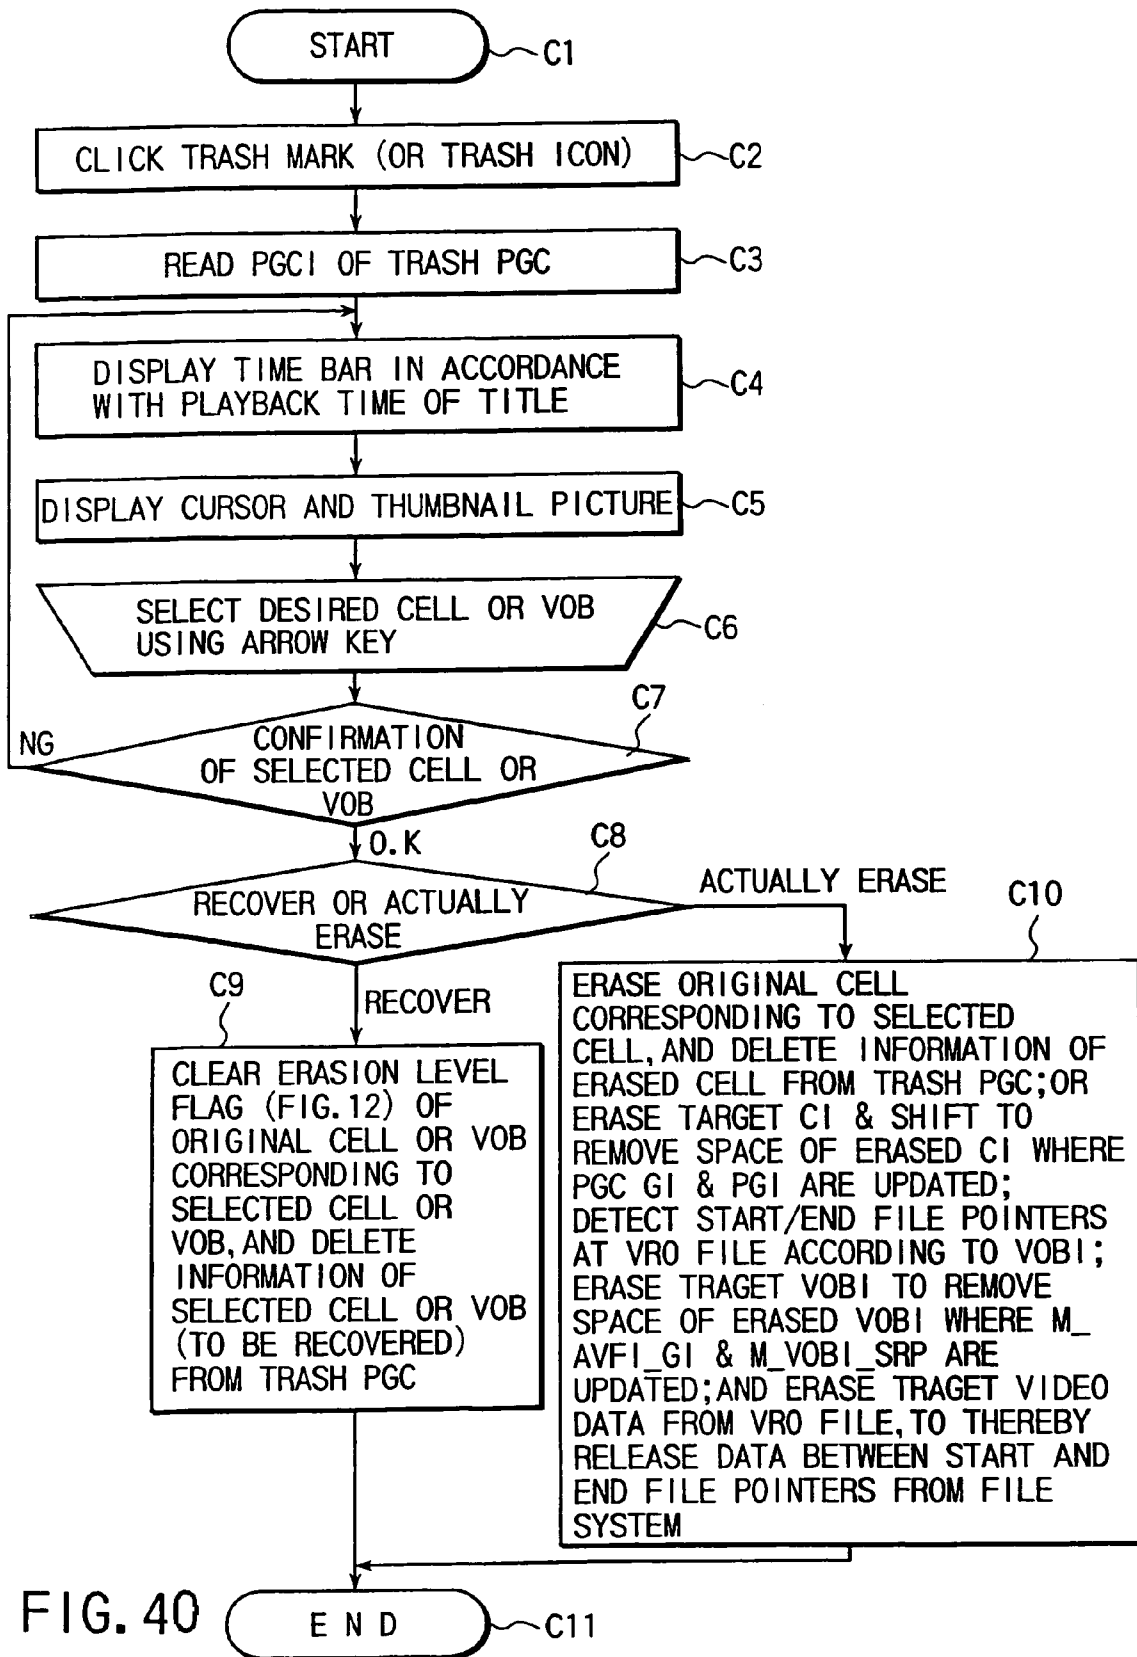 START
C1
CLICK TRASH MARK (OR TRASH ICON)
C2
READ PGCI OF TRASH PGC
C3
DISPLAY TIME BAR IN ACCORDANCE
WITH PLAYBACK TIME OF TITLE
C4
DISPLAY CURSOR AND THUMBNAIL PICTURE
C5
SELECT DESIRED CELL OR VOB
USING ARROW KEY
C6
C7
NG
CONFIRMATION
OF SELECTED CELL OR
VOB
O.K
C8
RECOVER OR ACTUALLY
ERASE
ACTUALLY ERASE
RECOVER
C9
CLEAR ERASION LEVEL
FLAG (FIG.12) OF
ORIGINAL CELL OR VOB
CORRESPONDING TO
SELECTED CELL OR
VOB, AND DELETE
INFORMATION OF
SELECTED CELL OR VOB
(TO BE RECOVERED)
FROM TRASH PGC
C10
ERASE ORIGINAL CELL
CORRESPONDING TO SELECTED
CELL, AND DELETE INFORMATION OF
ERASED CELL FROM TRASH PGC; OR
ERASE TARGET CI & SHIFT TO
REMOVE SPACE OF ERASED CI WHERE
PGC GI & PGI ARE UPDATED;
DETECT START/END FILE POINTERS
AT VRO FILE ACCORDING TO VOBI;
ERASE TRAGET VOBI TO REMOVE
SPACE OF ERASED VOBI WHERE M_
AVFI_GI & M_VOBI_SRP ARE
UPDATED; AND ERASE TRAGET VIDEO
DATA FROM VRO FILE, TO THEREBY
RELEASE DATA BETWEEN START AND
END FILE POINTERS FROM FILE
SYSTEM
END
C11
FIG. 40